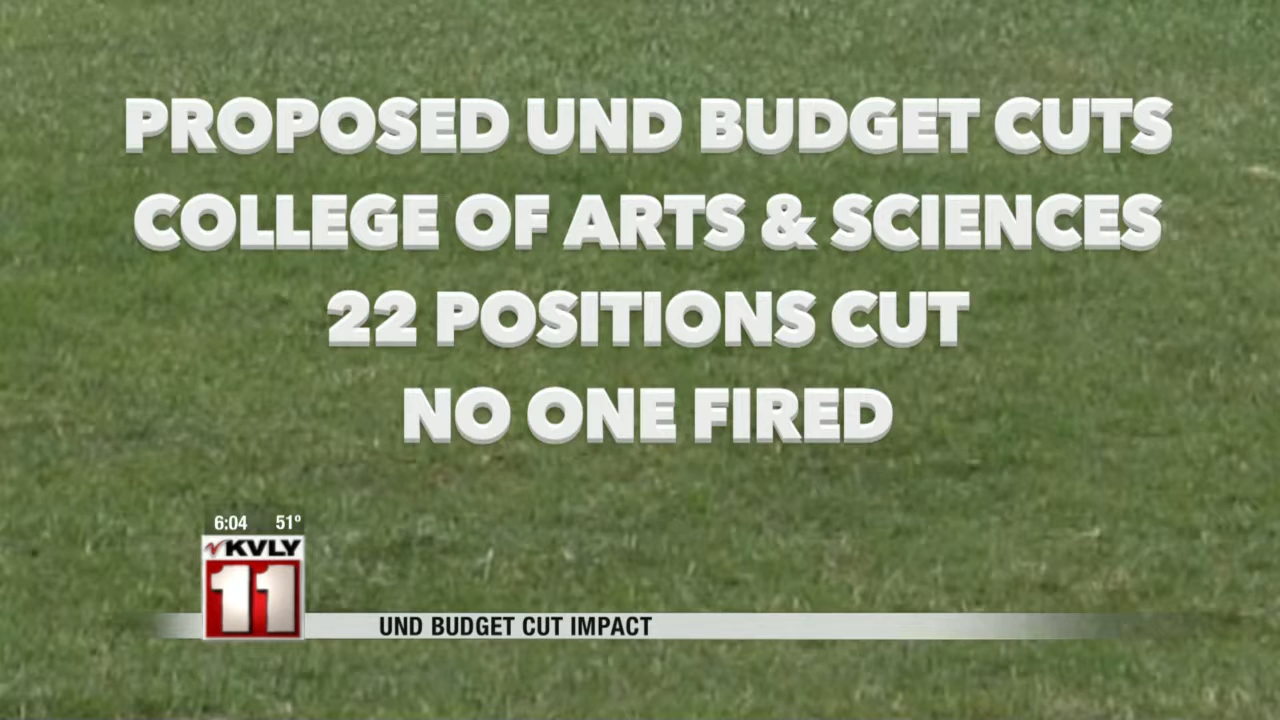 PROPOSED UND BUDGET CUTS
COLLEGE OF ARTS & SCIENCES
22 POSITIONS CUT
NO ONE FIRED
6:04 51º
KVLY
11
UND BUDGET CUT IMPACT